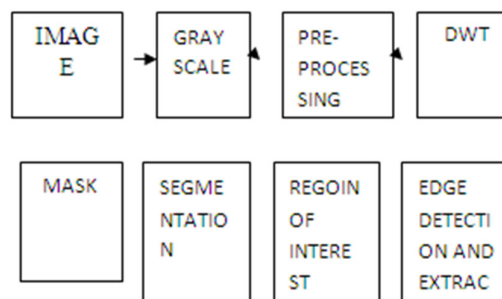 IMAG
E
GRAY
SCALE
PRE-
PROCES
SING
DWT
MASK
SEGME
NTATIO
N
REGOIN
OF
INTERE
ST
EDGE
DETECTI
ON AND
EXTRAC